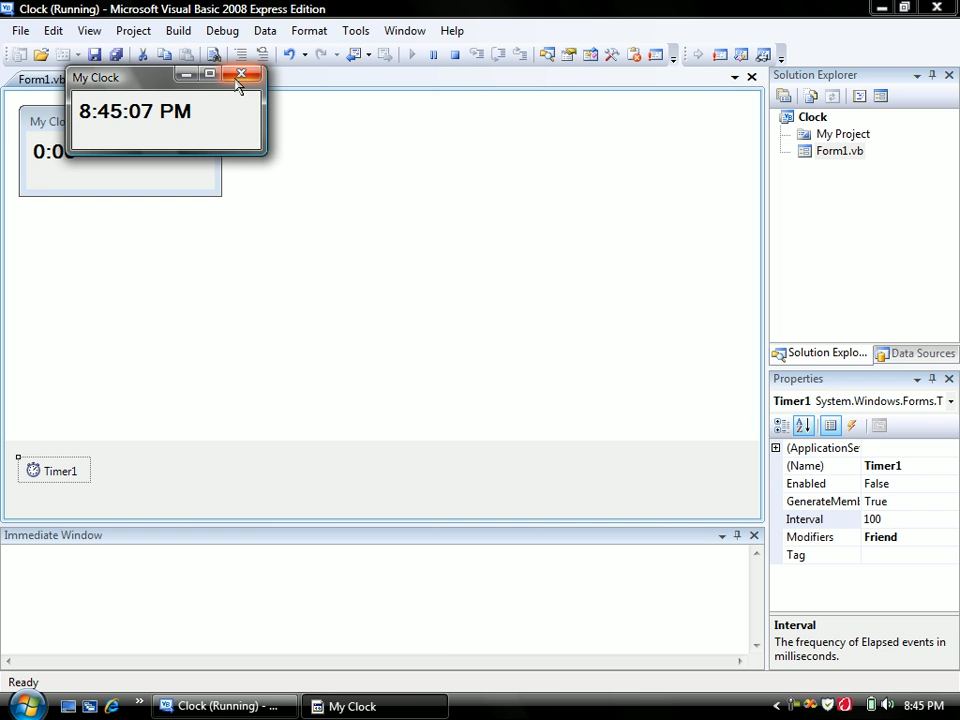 Clock (Running) - Microsoft Visual Basic 2008 Express Edition
File Edit View Project Build Debug Data Format Tools Window Help
Form1.vb
My Clock
8:45:07 PM
My Clo
0:00
Timer1
Solution Explorer
Clock
My Project
Form1.vb
Solution Explo...
Data Sources
Properties
Timer1 System.Windows.Forms.T
(ApplicationSe
(Name) Timer1
Enabled False
GenerateMemb True
Interval 100
Modifiers Friend
Tag
Interval
The frequency of Elapsed events in
milliseconds.
Immediate Window
Ready
Clock (Running) - ...
My Clock
8:45 PM